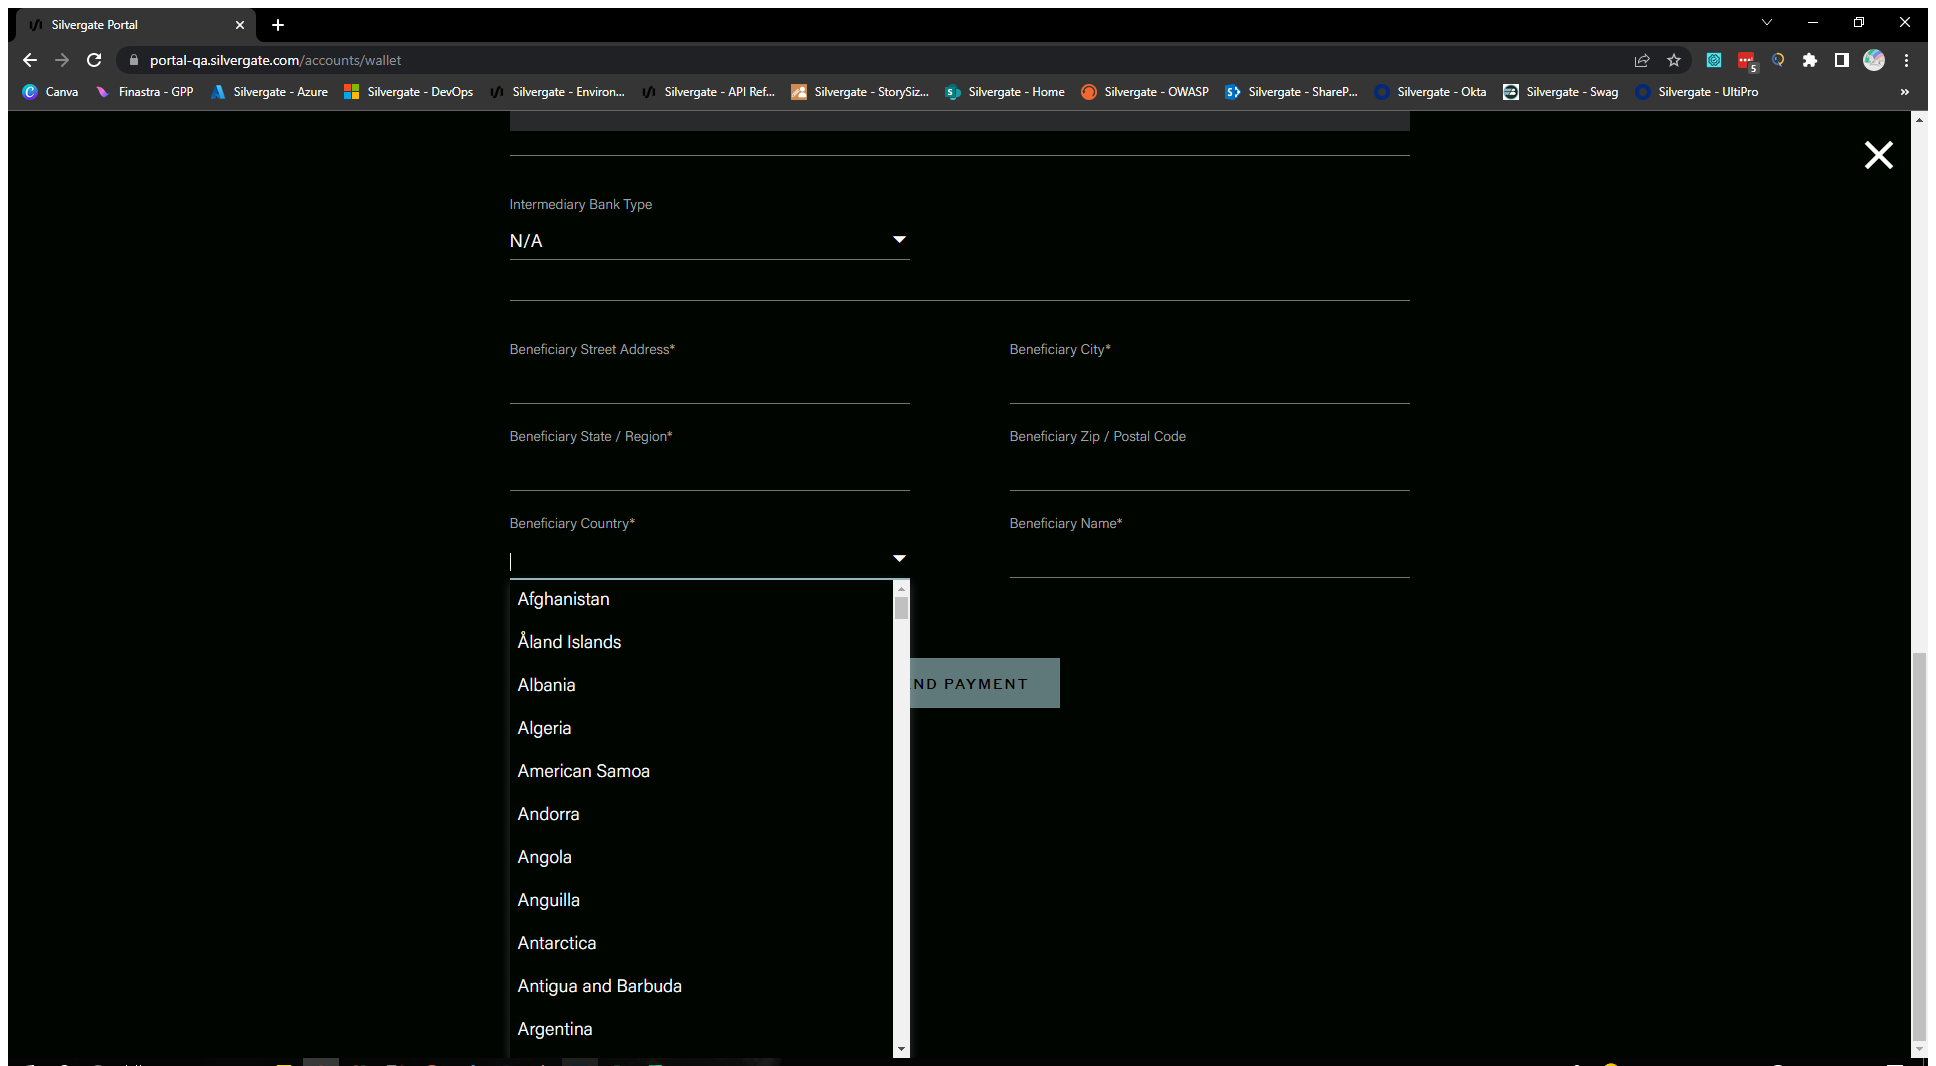 Silvergate Portal
portal-qa.silvergate.com/accounts/wallet
5
Canva Finastra - GPP Silvergate - Azure Silvergate - DevOps Silvergate - Environ... Silvergate - API Ref... Silvergate - StorySiz... Silvergate - Home Silvergate - OWASP Silvergate - ShareP... Silvergate - Okta Silvergate - Swag Silvergate - UltiPro »
Intermediary Bank Type
N/A
Beneficiary Street Address* Beneficiary City*
Beneficiary State / Region* Beneficiary Zip / Postal Code
Beneficiary Country* Beneficiary Name*
Afghanistan
Åland Islands
ND PAYMENT
Albania
Algeria
American Samoa
Andorra
Angola
Anguilla
Antarctica
Antigua and Barbuda
Argentina